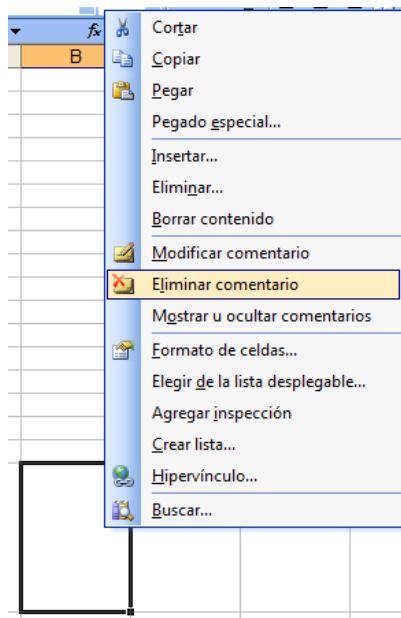 fx
B
Cortar
Copiar
Pegar
Pegado especial...
Insertar...
Eliminar...
Borrar contenido
Modificar comentario
Eliminar comentario
Mostrar u ocultar comentarios
Formato de celdas...
Elegir de la lista desplegable...
Agregar inspección
Crear lista...
Hipervínculo...
Buscar...